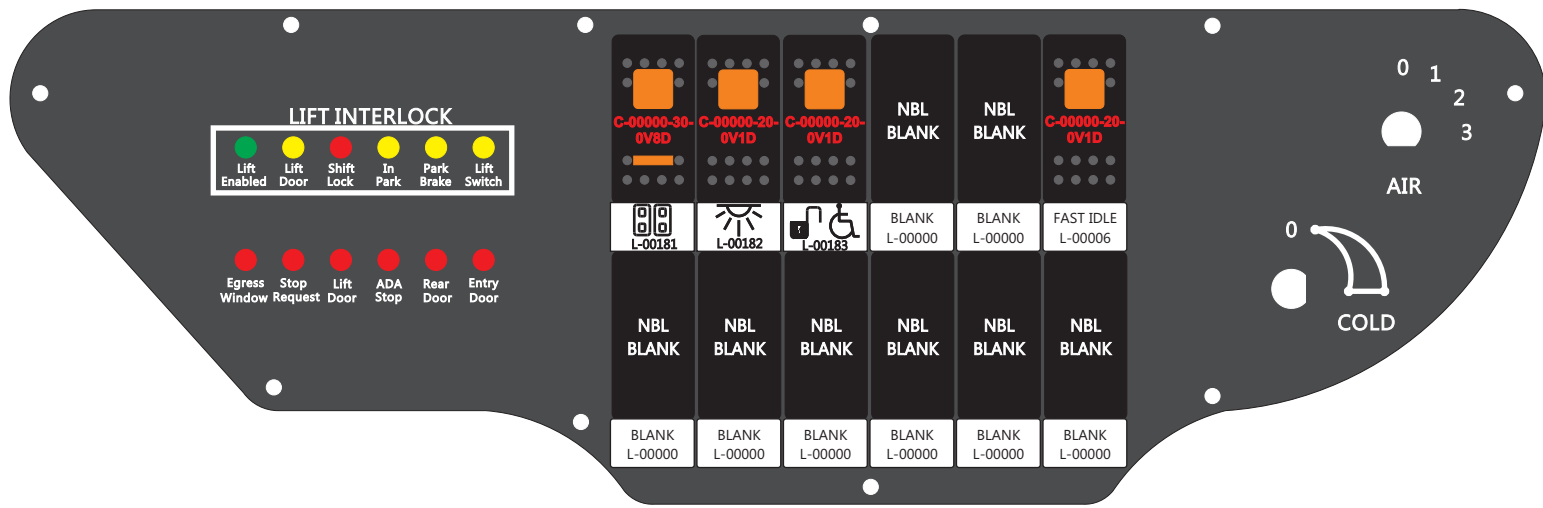 LIFT INTERLOCK
Lift Enabled
Lift Door
Shift Lock
In Park
Park Brake
Lift Switch
Egress Window
Stop Request
Lift Door
ADA Stop
Rear Door
Entry Door
C-00000-30-
0V8D
C-00000-20-
0V1D
C-00000-20-
0V1D
NBL
BLANK
NBL
BLANK
C-00000-20-
0V1D
L-00181
L-00182
L-00183
BLANK
L-00000
BLANK
L-00000
FAST IDLE
L-00006
NBL
BLANK
NBL
BLANK
NBL
BLANK
NBL
BLANK
NBL
BLANK
NBL
BLANK
BLANK
L-00000
BLANK
L-00000
BLANK
L-00000
BLANK
L-00000
BLANK
L-00000
BLANK
L-00000
0
1
2
3
AIR
0
COLD